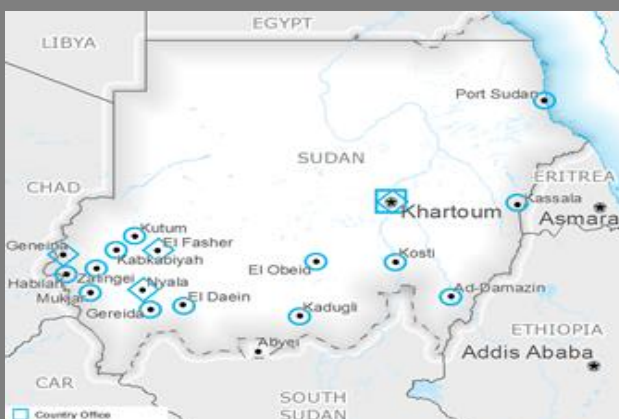 EGYPT
LIBYA
Port Sudan
SUDAN
CHAD
ERITREA
Kassala
Khartoum
Asmara
Kutum
Geneina
El Fasher
Kabkabiyah
Kosti
El Obeid
Habilah
Zalingei
Nyala
Mukjar
El Daein
Ad-Damazin
Gereida
Kadugli
ETHIOPIA
Abyei
Addis Ababa
CAR
SOUTH
SUDAN
Country Office